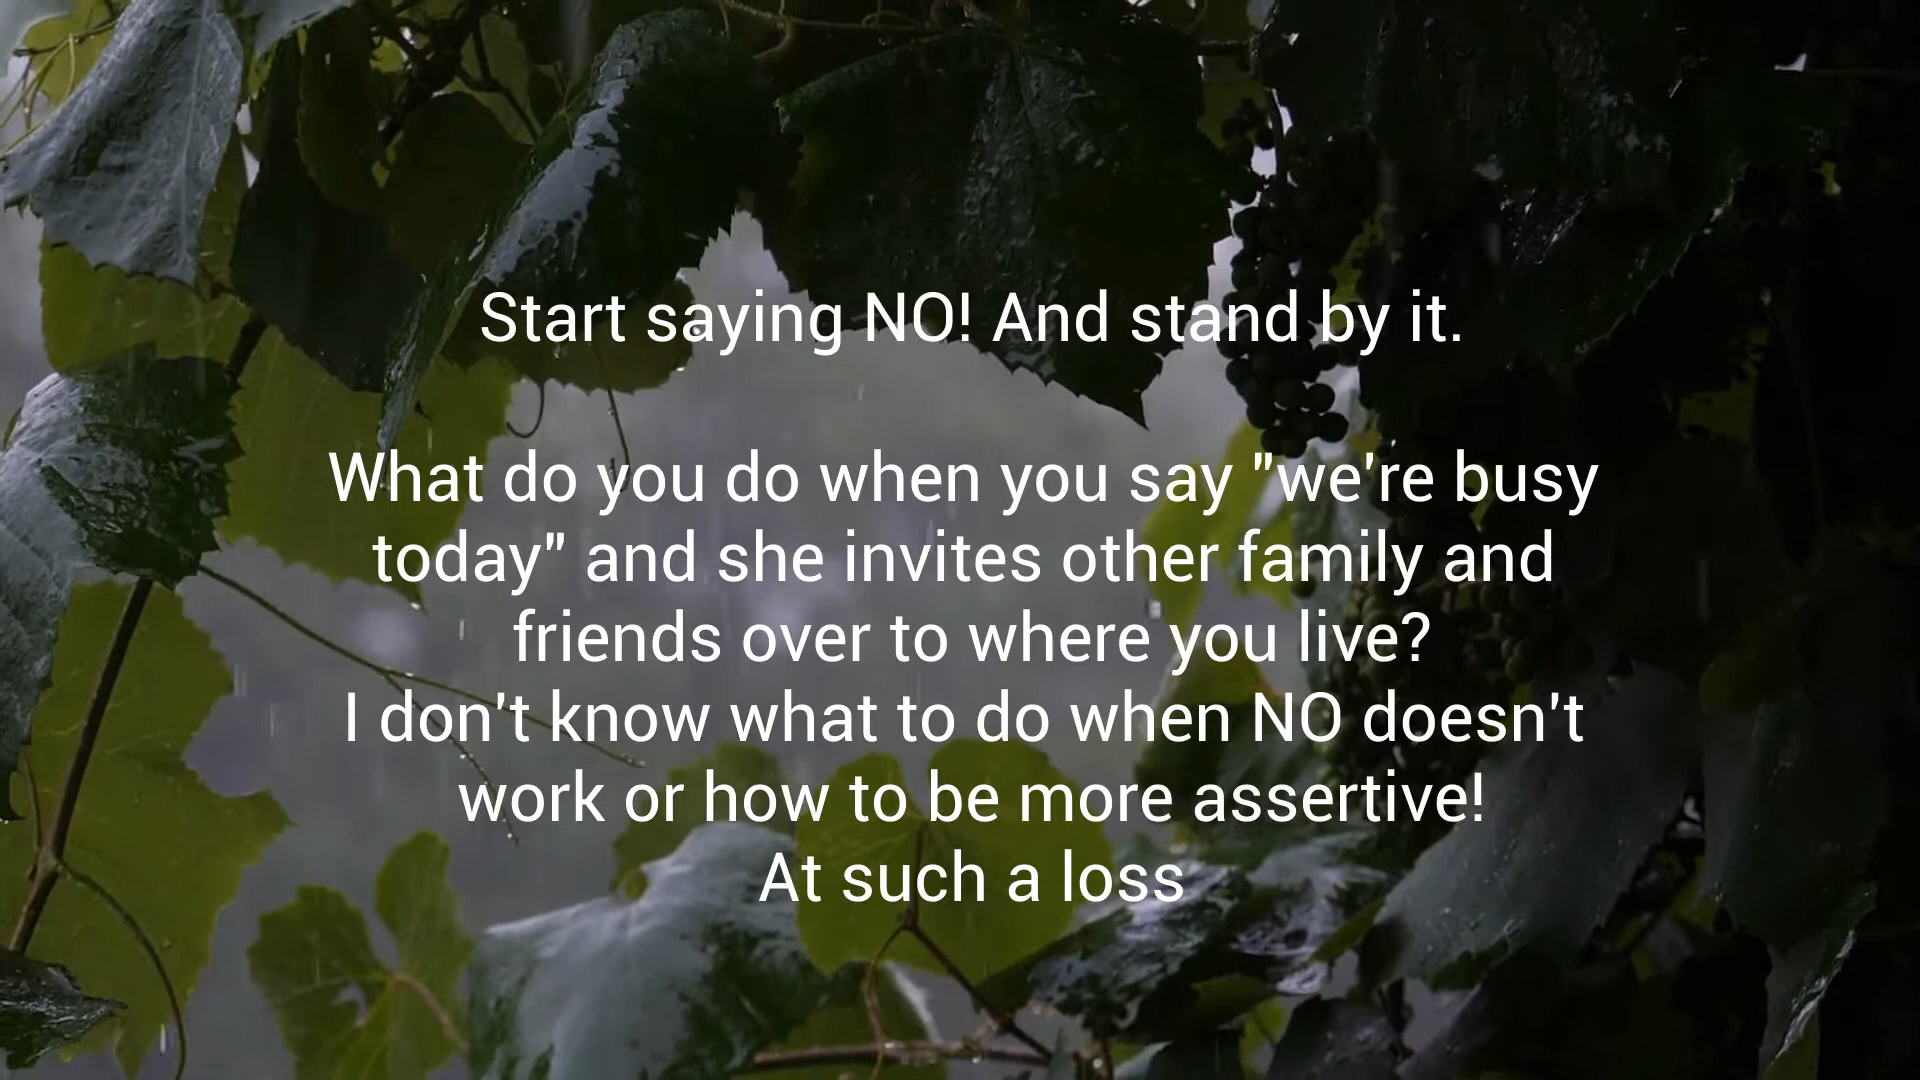 Start saying NO! And stand by it.
What do you do when you say "we're busy
today" and she invites other family and
friends over to where you live?
I don't know what to do when NO doesn't
work or how to be more assertive!
At such a loss